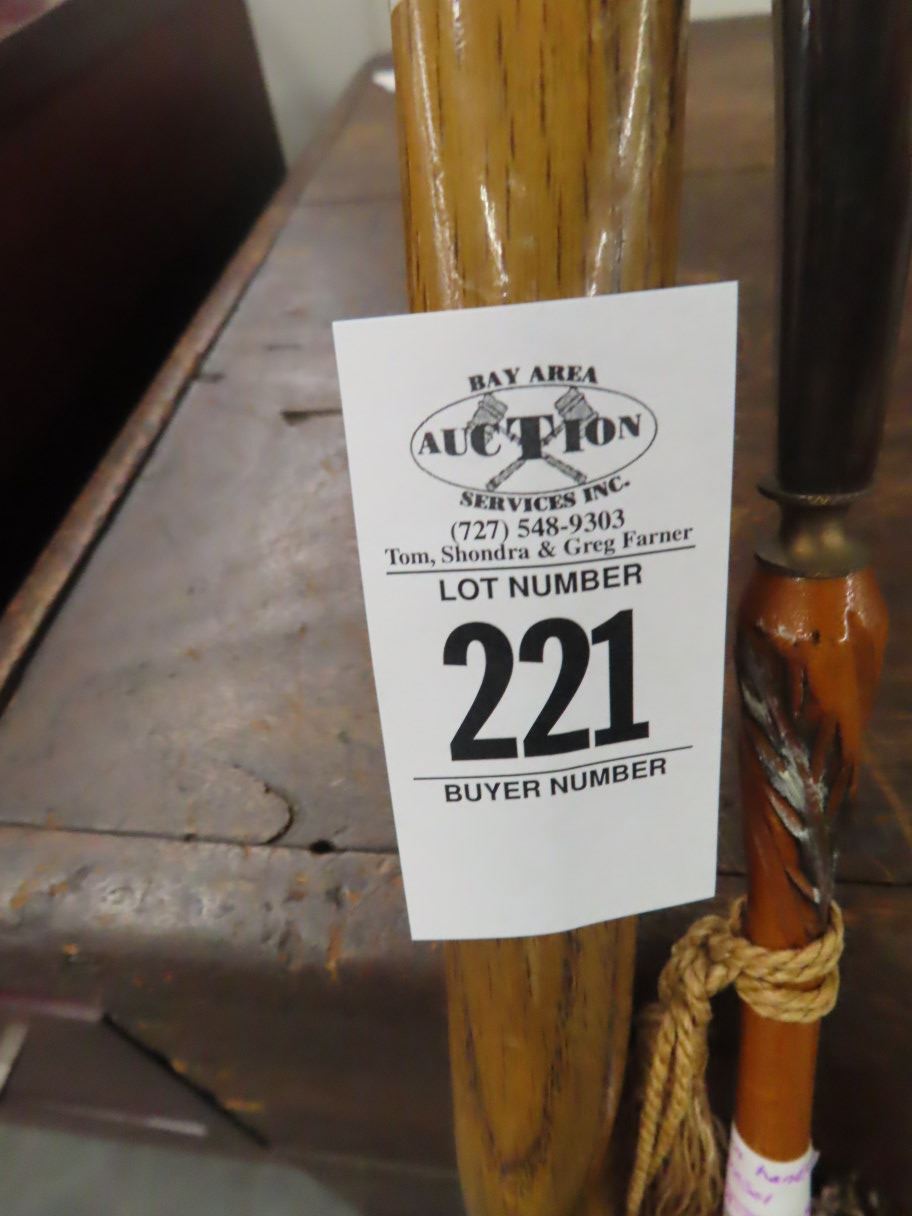 BAY AREA
AUCTION
SERVICES INC.
(727) 548-9303
Tom, Shondra & Greg Farner
LOT NUMBER
221
BUYER NUMBER